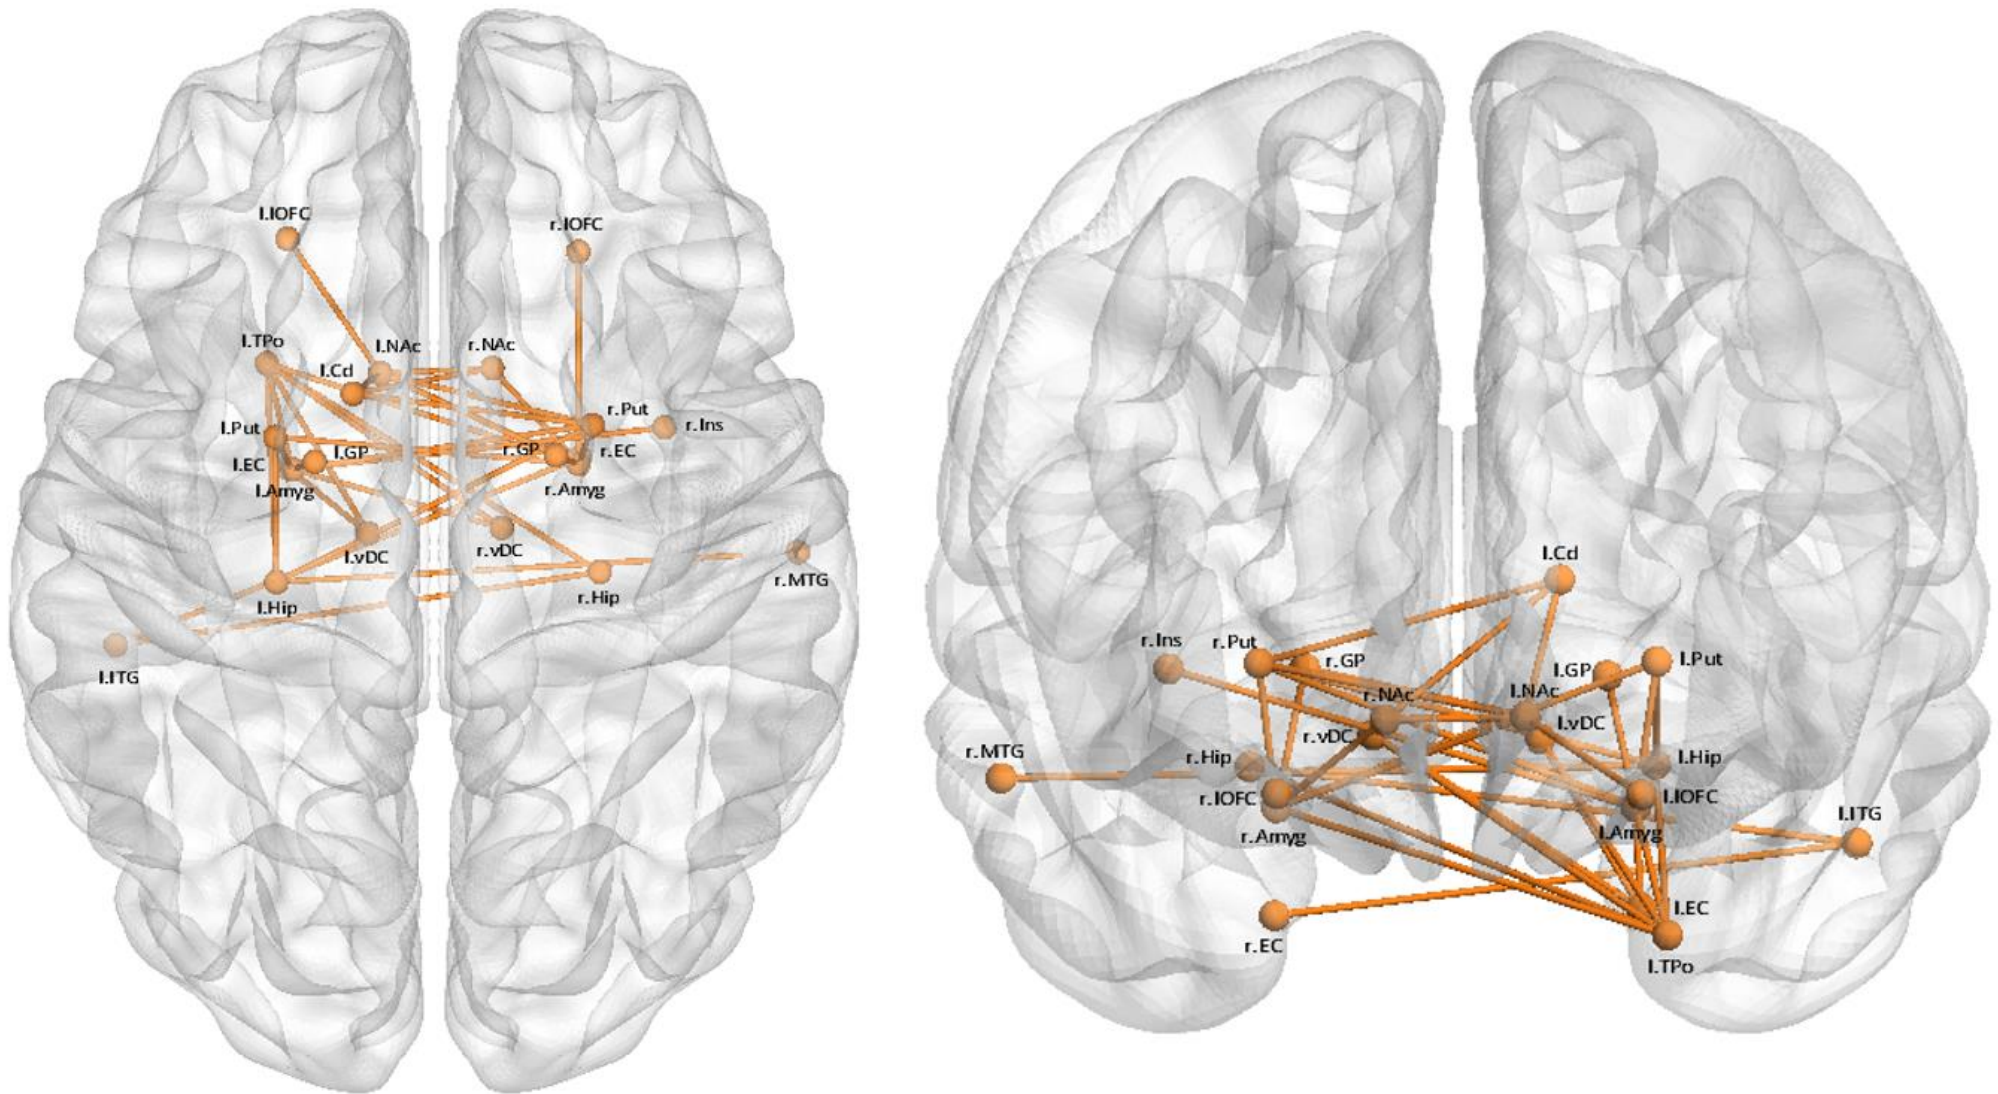 l.lOFC
r.lOFC
l.TPo
l.NAc
r.NAc
l.Cd
r.Put
l.Put
r.Ins
l.GP
r.GP
r.EC
l.EC
l.Amyg
r.Amyg
l.vDC
r.vDC
r.MTG
l.Hip
r.Hip
l.ITG
l.Cd
r.Ins
r.Put
r.GP
l.GP
l.Put
r.NAc
l.NAc
l.vDC
r.vDC
r.MTG
r.Hip
l.Hip
r.lOFC
l.lOFC
l.ITG
r.Amyg
l.Amyg
l.EC
r.EC
l.TPo